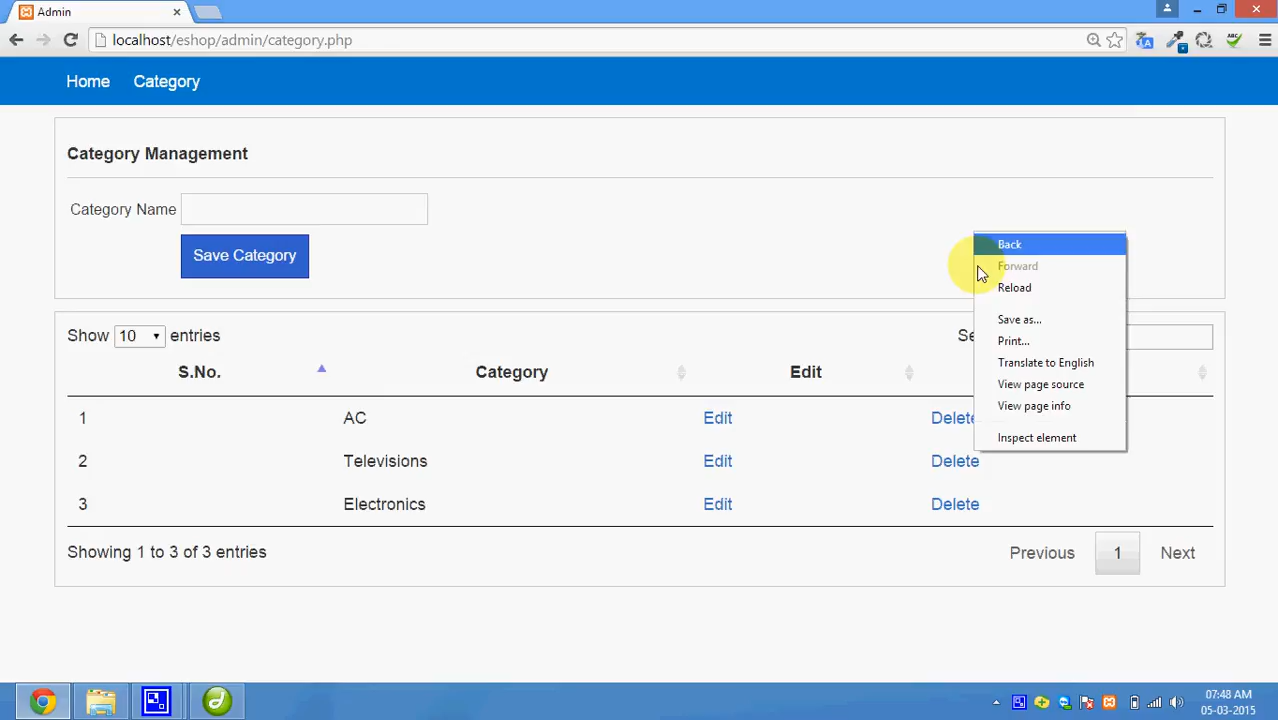 Admin
localhost/eshop/admin/category.php
Home Category
Category Management
Category Name
Save Category
Back
Forward
Reload
Save as...
Print...
Translate to English
View page source
View page info
Inspect element
Show 10 entries
S.No. Category Edit
1 AC Edit Delete
2 Televisions Edit Delete
3 Electronics Edit Delete
Showing 1 to 3 of 3 entries
Previous 1 Next
07:48 AM
05-03-2015